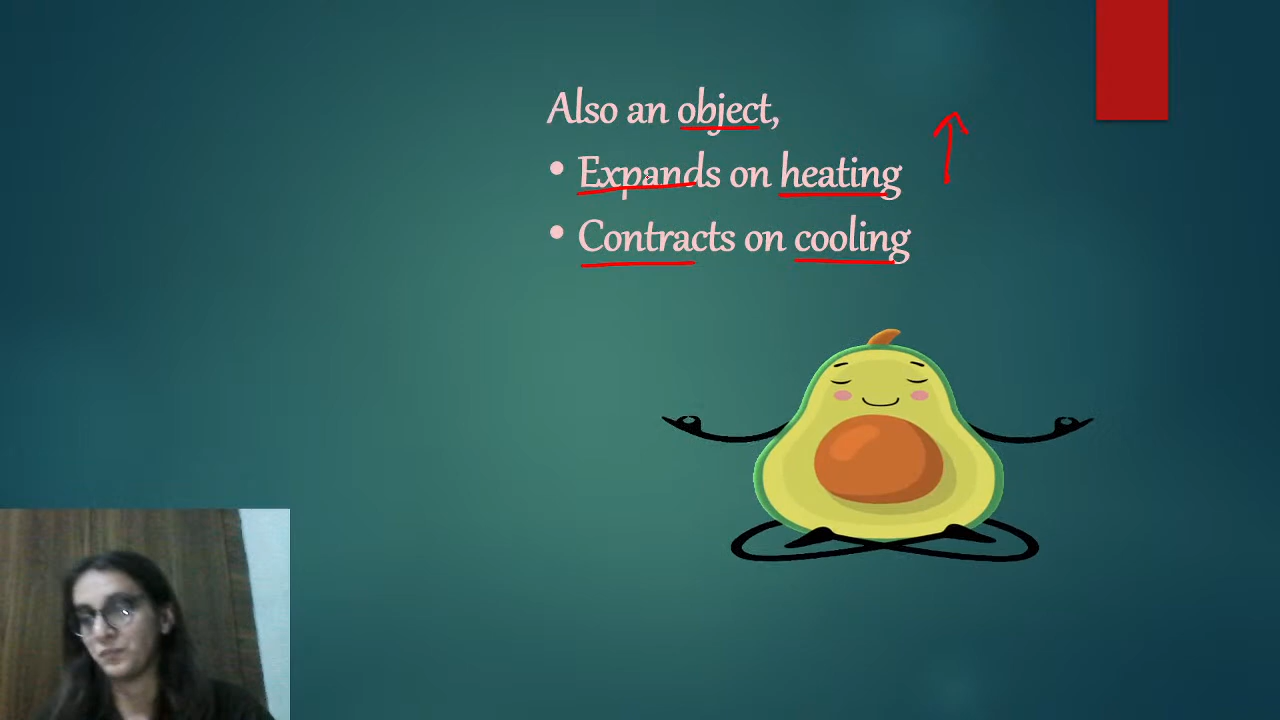 Also an object,
• Expands on heating
• Contracts on cooling